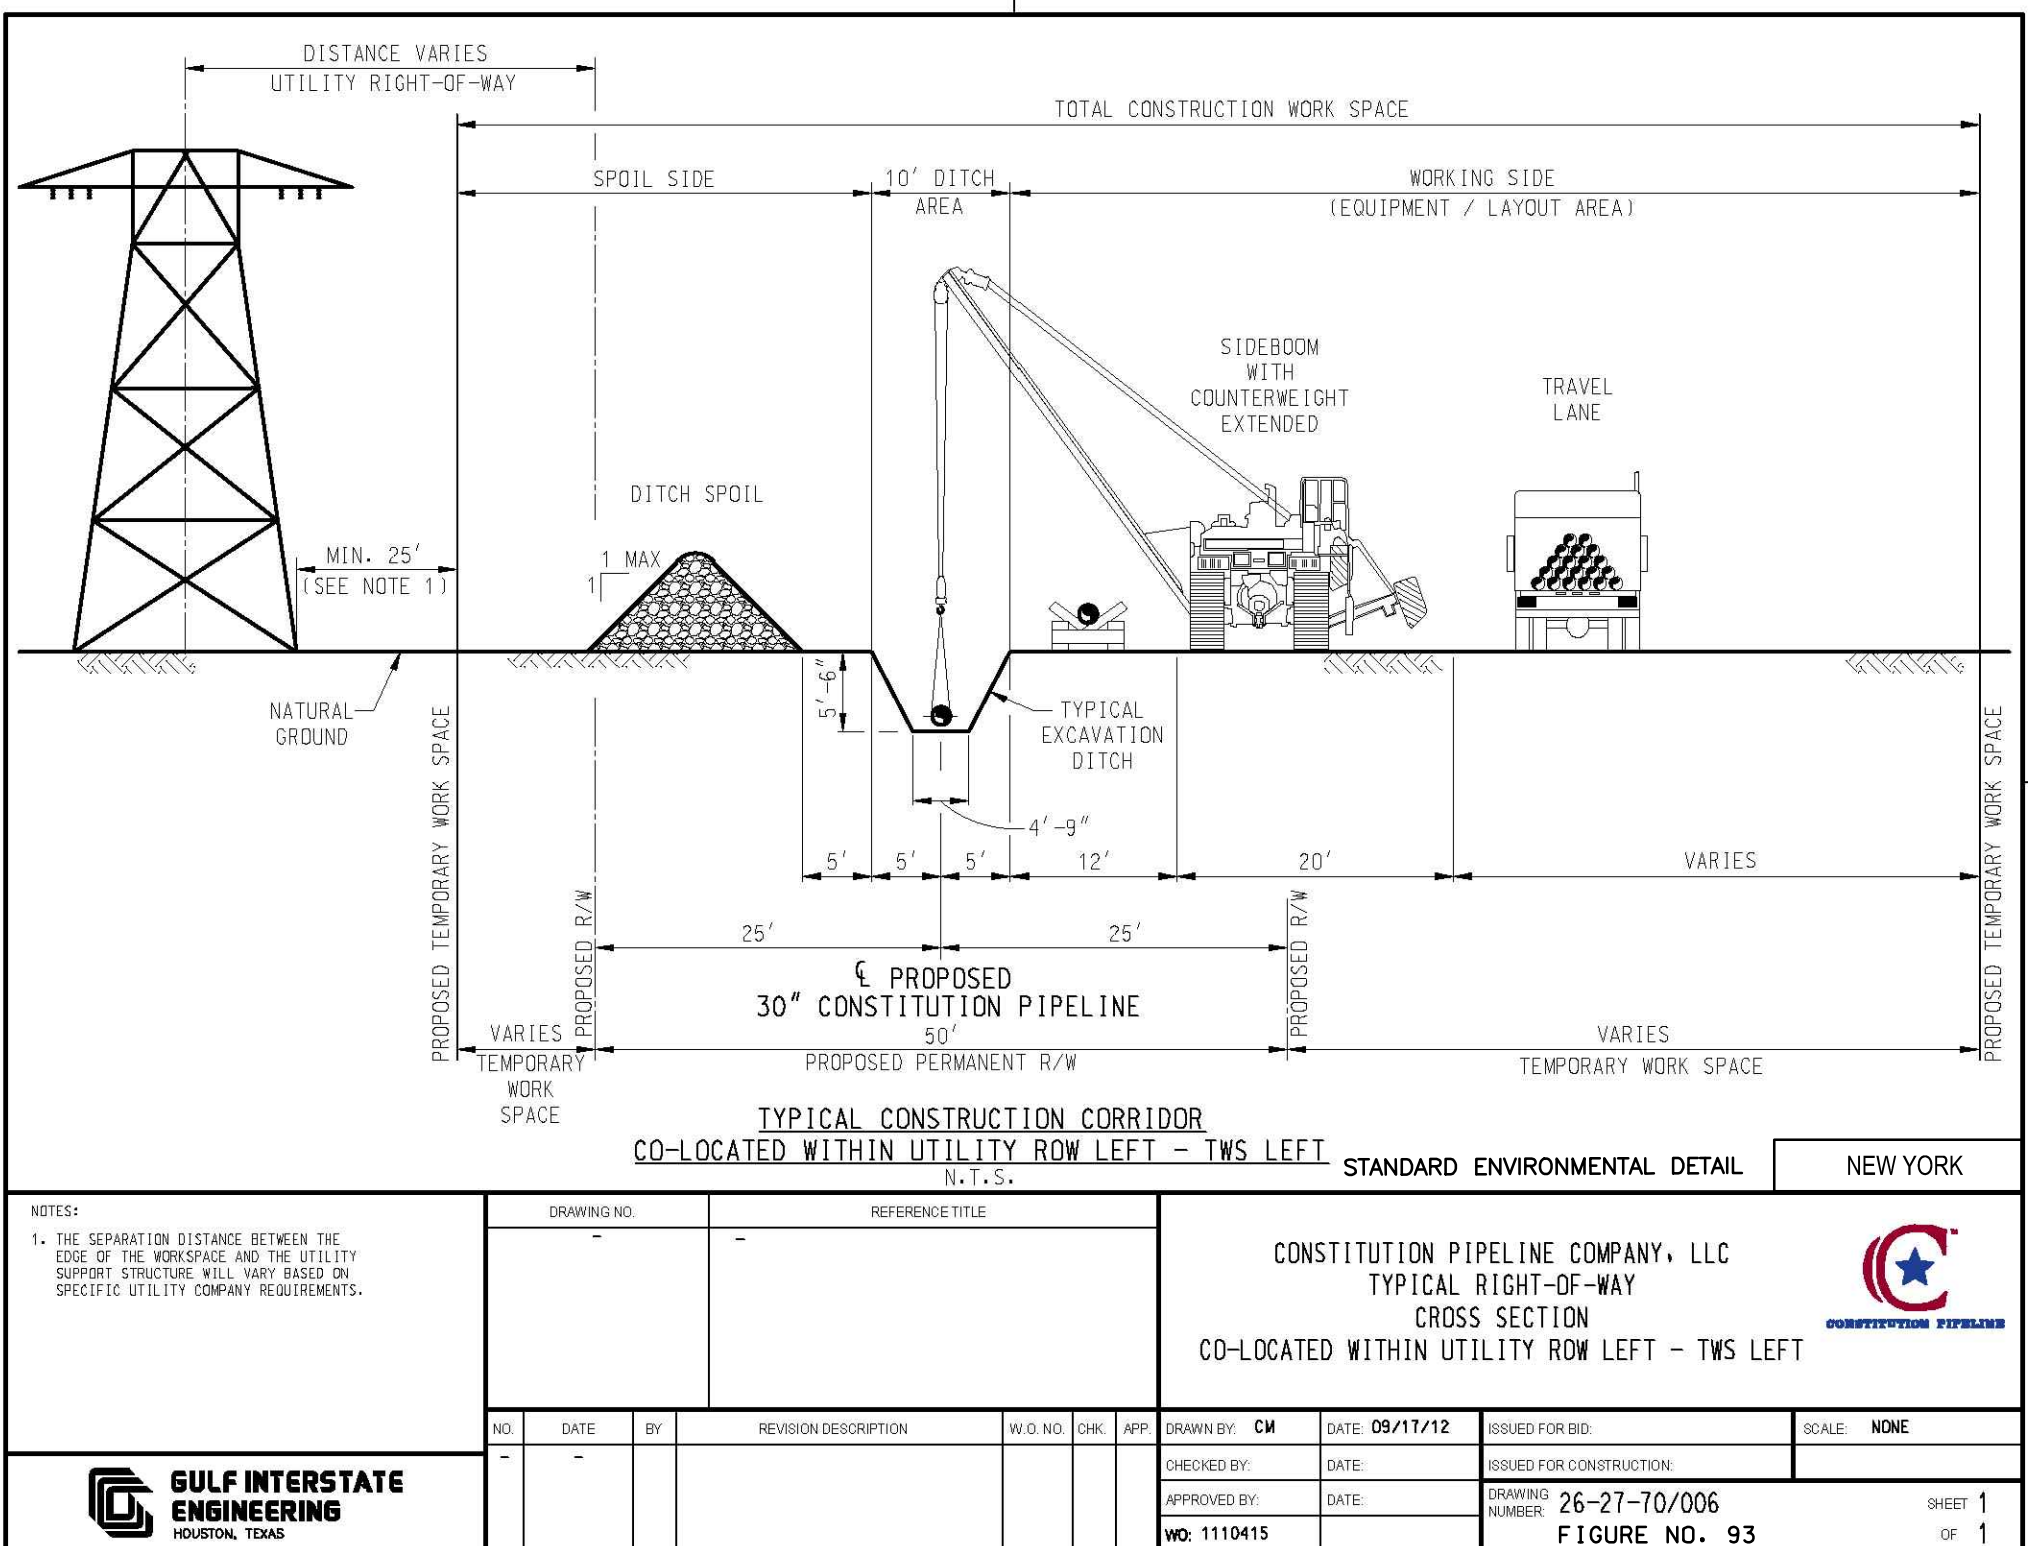 DISTANCE VARIES
UTILITY RIGHT-OF-WAY
TOTAL CONSTRUCTION WORK SPACE
SPOIL SIDE
10' DITCH
AREA
WORKING SIDE
(EQUIPMENT / LAYOUT AREA)
SIDEBOOM
WITH
COUNTERWEIGHT
EXTENDED
TRAVEL
LANE
DITCH SPOIL
1 MAX
1
MIN. 25'
(SEE NOTE 1)
NATURAL
GROUND
5'-6"
TYPICAL
EXCAVATION
DITCH
4'-9"
5'
5'
5'
12'
20'
VARIES
PROPOSED TEMPORARY WORK SPACE
PROPOSED R/W
PROPOSED R/W
PROPOSED TEMPORARY WORK SPACE
25'
25'
℄ PROPOSED
30" CONSTITUTION PIPELINE
VARIES
TEMPORARY
WORK
SPACE
50'
PROPOSED PERMANENT R/W
VARIES
TEMPORARY WORK SPACE
TYPICAL CONSTRUCTION CORRIDOR
CO-LOCATED WITHIN UTILITY ROW LEFT - TWS LEFT
N.T.S.
STANDARD ENVIRONMENTAL DETAIL
NEW YORK
NOTES:
1. THE SEPARATION DISTANCE BETWEEN THE
EDGE OF THE WORKSPACE AND THE UTILITY
SUPPORT STRUCTURE WILL VARY BASED ON
SPECIFIC UTILITY COMPANY REQUIREMENTS.
DRAWING NO. REFERENCE TITLE
- -
CONSTITUTION PIPELINE COMPANY, LLC
TYPICAL RIGHT-OF-WAY
CROSS SECTION
CO-LOCATED WITHIN UTILITY ROW LEFT - TWS LEFT
C™
CONSTITUTION PIPELINE
NO. DATE BY REVISION DESCRIPTION W.O. NO. CHK. APP.
- -
DRAWN BY: CM DATE: 09/17/12 ISSUED FOR BID: SCALE: NONE
CHECKED BY: DATE: ISSUED FOR CONSTRUCTION:
APPROVED BY: DATE:
WO: 1110415
DRAWING
NUMBER: 26-27-70/006
FIGURE NO. 93
SHEET 1
OF 1
GULF INTERSTATE
ENGINEERING
HOUSTON, TEXAS